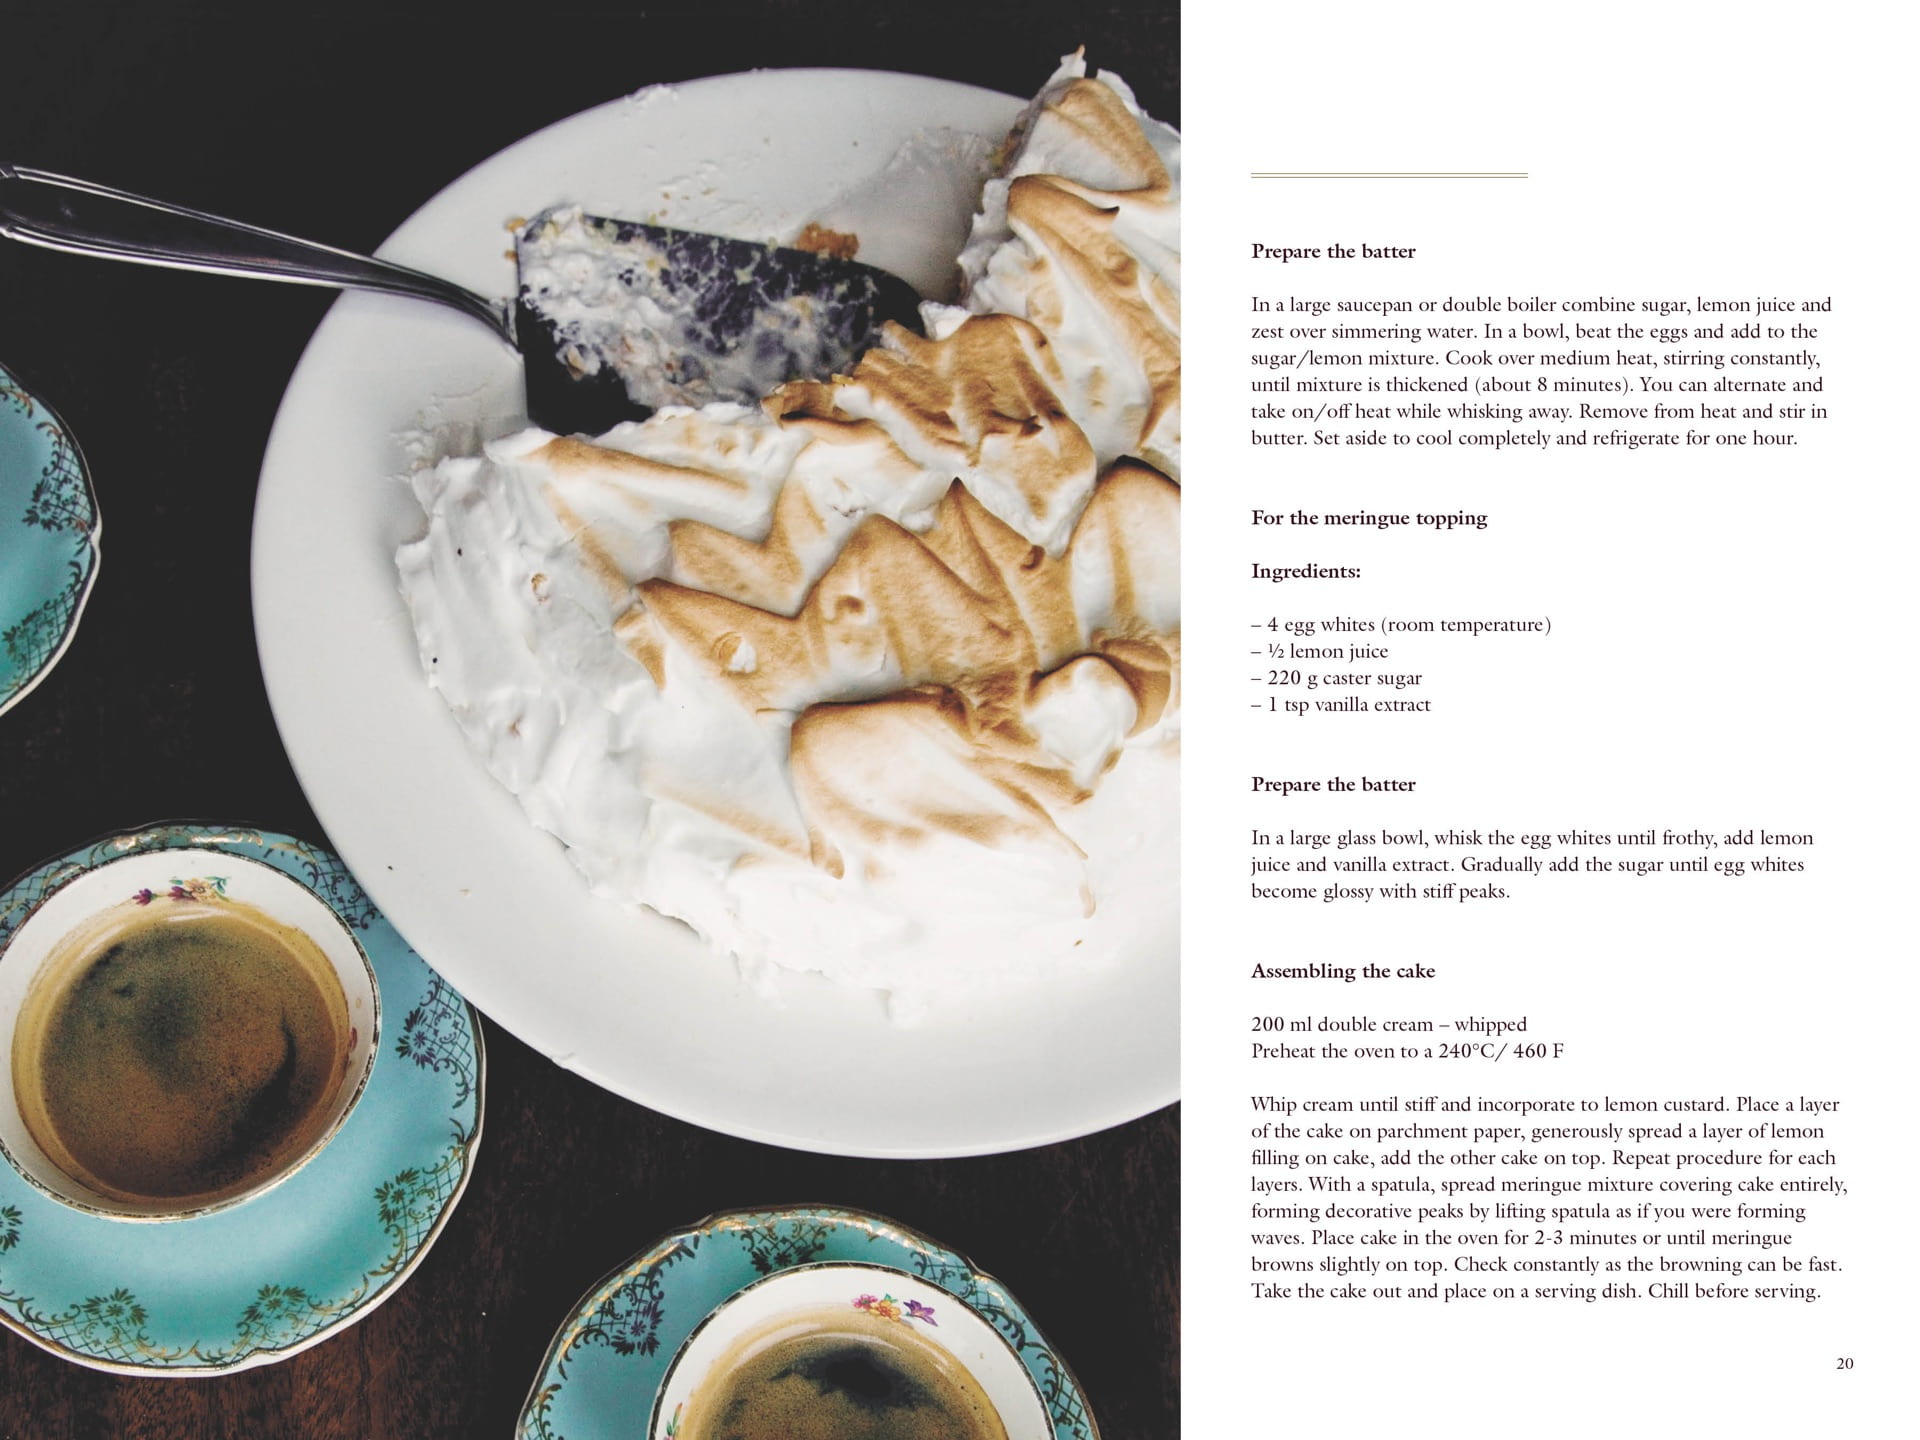 Prepare the batter
In a large saucepan or double boiler combine sugar, lemon juice and
zest over simmering water. In a bowl, beat the eggs and add to the
sugar/lemon mixture. Cook over medium heat, stirring constantly,
until mixture is thickened (about 8 minutes). You can alternate and
take on/off heat while whisking away. Remove from heat and stir in
butter. Set aside to cool completely and refrigerate for one hour.
For the meringue topping
Ingredients:
– 4 egg whites (room temperature)
– ½ lemon juice
– 220 g caster sugar
– 1 tsp vanilla extract
Prepare the batter
In a large glass bowl, whisk the egg whites until frothy, add lemon
juice and vanilla extract. Gradually add the sugar until egg whites
become glossy with stiff peaks.
Assembling the cake
200 ml double cream – whipped
Preheat the oven to a 240°C/ 460 F
Whip cream until stiff and incorporate to lemon custard. Place a layer
of the cake on parchment paper, generously spread a layer of lemon
filling on cake, add the other cake on top. Repeat procedure for each
layers. With a spatula, spread meringue mixture covering cake entirely,
forming decorative peaks by lifting spatula as if you were forming
waves. Place cake in the oven for 2-3 minutes or until meringue
browns slightly on top. Check constantly as the browning can be fast.
Take the cake out and place on a serving dish. Chill before serving.
20